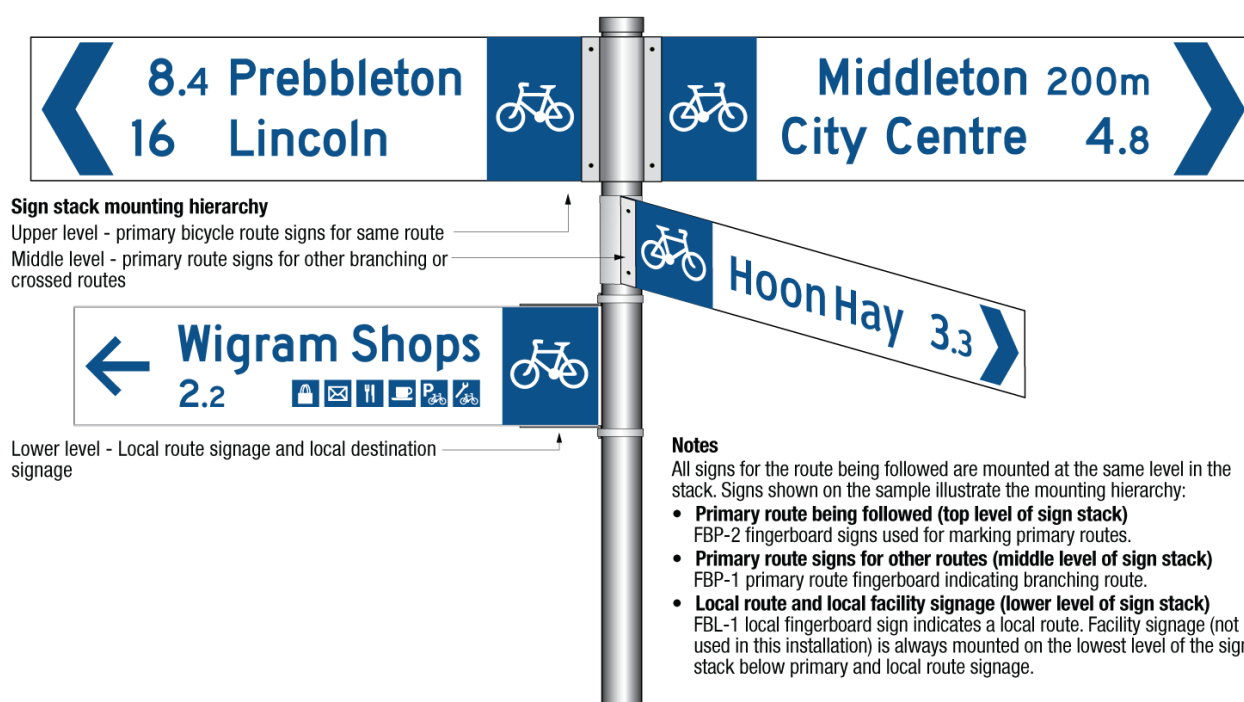 8.4 Prebbleton
16 Lincoln
Middleton 200m
City Centre 4.8
Sign stack mounting hierarchy
Upper level - primary bicycle route signs for same route
Middle level - primary route signs for other branching or
crossed routes
Hoon Hay 3.3
Wigram Shops
2.2
P
Lower level - Local route signage and local destination
signage
Notes
All signs for the route being followed are mounted at the same level in the
stack. Signs shown on the sample illustrate the mounting hierarchy:
• Primary route being followed (top level of sign stack)
FBP-2 fingerboard signs used for marking primary routes.
• Primary route signs for other routes (middle level of sign stack)
FBP-1 primary route fingerboard indicating branching route.
• Local route and local facility signage (lower level of sign stack)
FBL-1 local fingerboard sign indicates a local route. Facility signage (not
used in this installation) is always mounted on the lowest level of the sign
stack below primary and local route signage.